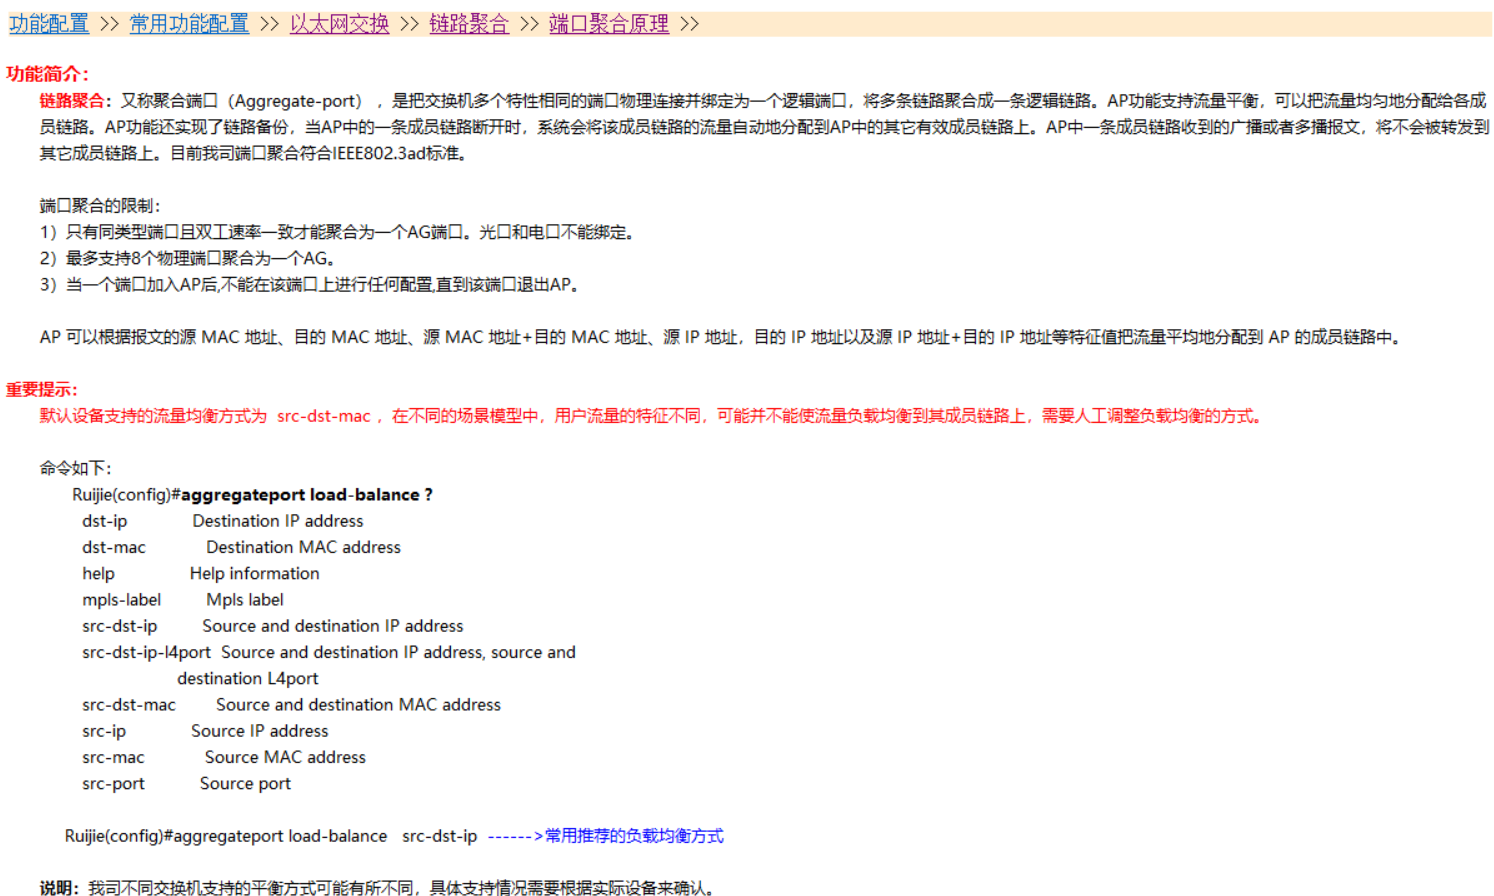 功能配置 >> 常用功能配置 >> 以太网交换 >> 链路聚合 >> 端口聚合原理 >>
功能简介：
链路聚合：又称聚合端口（Aggregate-port），是把交换机多个特性相同的端口物理连接并绑定为一个逻辑端口，将多条链路聚合成一条逻辑链路。AP功能支持流量平衡，可以把流量均匀地分配给各成
员链路。AP功能还实现了链路备份，当AP中的一条成员链路断开时，系统会将该成员链路的流量自动地分配到AP中的其它有效成员链路上。AP中一条成员链路收到的广播或者多播报文，将不会被转发到
其它成员链路上。目前我司端口聚合符合IEEE802.3ad标准。
端口聚合的限制：
1）只有同类型端口且双工速率一致才能聚合为一个AG端口。光口和电口不能绑定。
2）最多支持8个物理端口聚合为一个AG。
3）当一个端口加入AP后,不能在该端口上进行任何配置,直到该端口退出AP。
AP 可以根据报文的源 MAC 地址、目的 MAC 地址、源 MAC 地址+目的 MAC 地址、源 IP 地址，目的 IP 地址以及源 IP 地址+目的 IP 地址等特征值把流量平均地分配到 AP 的成员链路中。
重要提示：
默认设备支持的流量均衡方式为 src-dst-mac ，在不同的场景模型中，用户流量的特征不同，可能并不能使流量负载均衡到其成员链路上，需要人工调整负载均衡的方式。
命令如下：
Ruijie(config)#aggregateport load-balance ?
dst-ip Destination IP address
dst-mac Destination MAC address
help Help information
mpls-label Mpls label
src-dst-ip Source and destination IP address
src-dst-ip-l4port Source and destination IP address, source and
destination L4port
src-dst-mac Source and destination MAC address
src-ip Source IP address
src-mac Source MAC address
src-port Source port
Ruijie(config)#aggregateport load-balance src-dst-ip ------>常用推荐的负载均衡方式
说明：我司不同交换机支持的平衡方式可能有所不同，具体支持情况需要根据实际设备来确认。